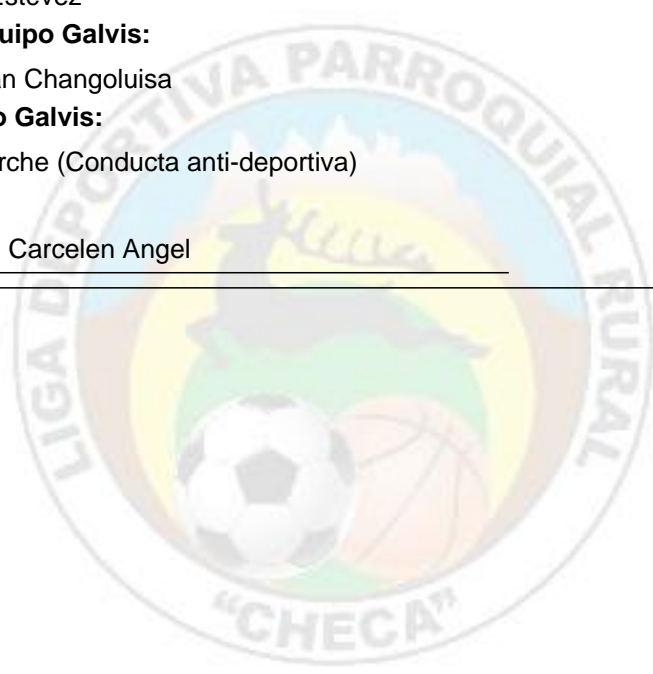 uipo Galvis:
an Changoluisa
o Galvis:
rche (Conducta anti-deportiva)
Carcelen Angel
LIGA DEPORTIVA PARROQUIAL RURAL
“CHECA”